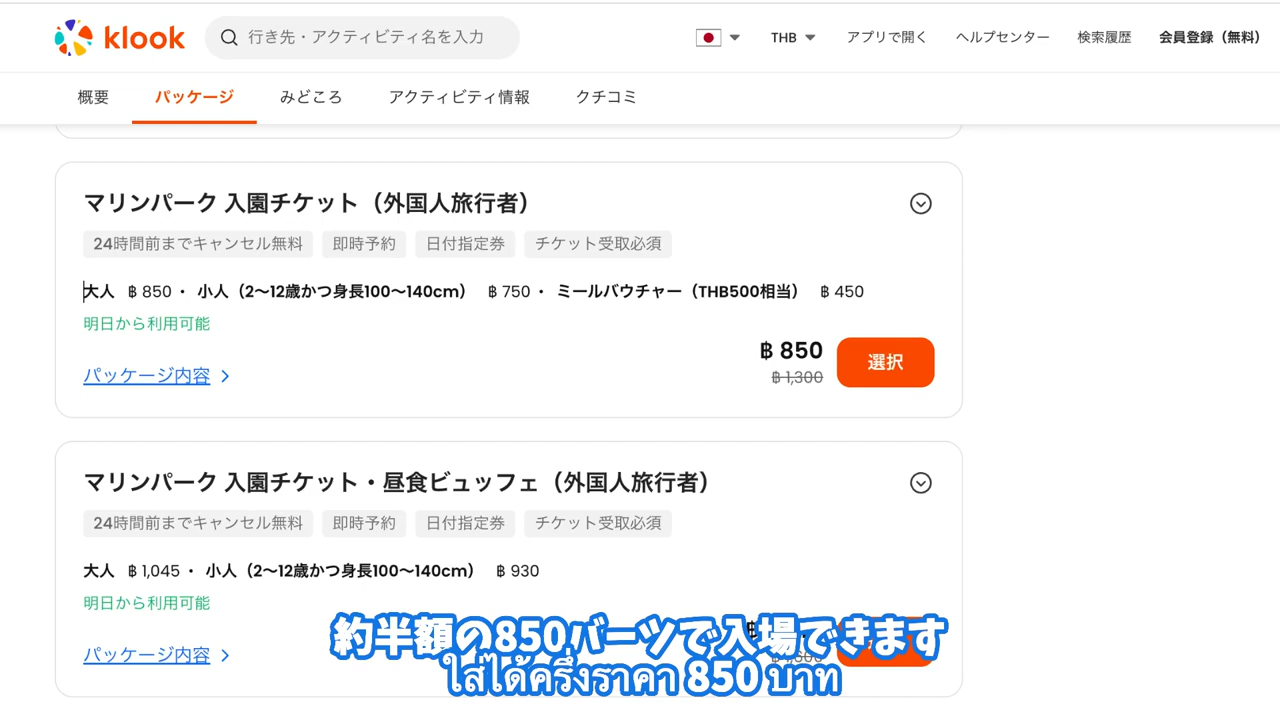 klook
行き先・アクティビティ名を入力
THB
アプリで開く
ヘルプセンター
検索履歴
会員登録（無料）
概要
パッケージ
みどころ
アクティビティ情報
クチコミ
マリンパーク 入園チケット（外国人旅行者）
24時間前までキャンセル無料 即時予約 日付指定券 チケット受取必須
大人 ฿ 850 ・ 小人（2〜12歳かつ身長100〜140cm） ฿ 750 ・ ミールバウチャー（THB500相当） ฿ 450
明日から利用可能
฿ 850
฿ 1,300
選択
パッケージ内容
マリンパーク 入園チケット・昼食ビュッフェ（外国人旅行者）
24時間前までキャンセル無料 即時予約 日付指定券 チケット受取必須
大人 ฿ 1,045 ・ 小人（2〜12歳かつ身長100〜140cm） ฿ 930
明日から利用可能
パッケージ内容
約半額の850バーツで入場できます
ใส่ได้ครึ่งราคา 850 บาท